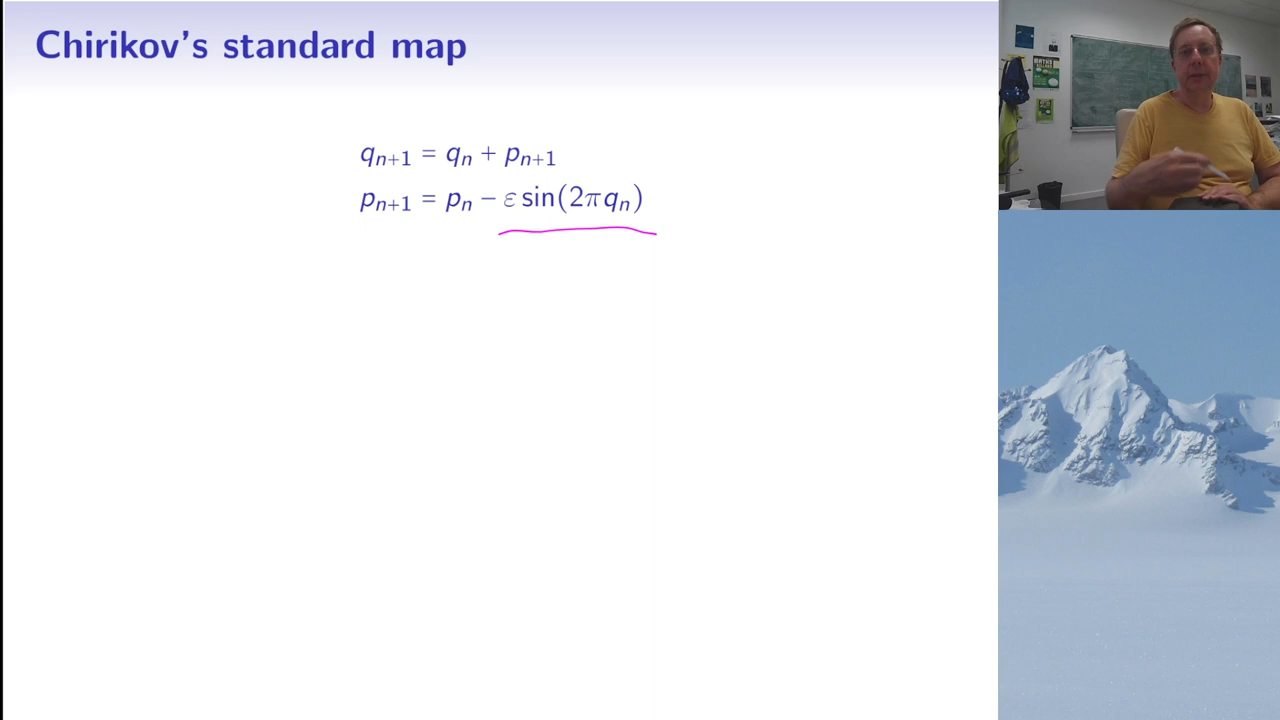 Chirikov's standard map
qₙ₊₁ = qₙ + pₙ₊₁
pₙ₊₁ = pₙ − ε sin(2πqₙ)